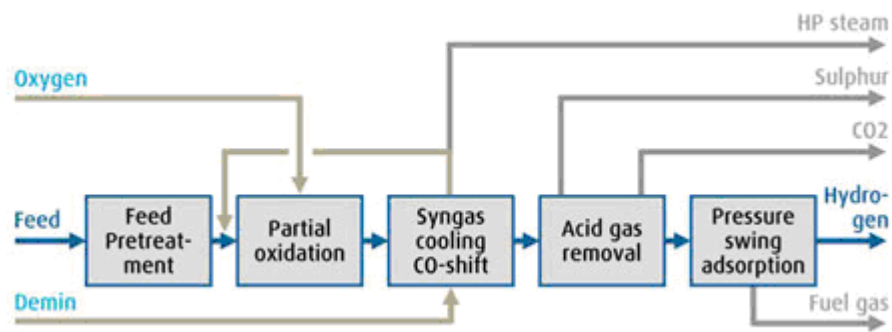 HP steam
Oxygen
Sulphur
CO2
Feed
Feed
Pretreat-
ment
Partial
oxidation
Syngas
cooling
CO-shift
Acid gas
removal
Pressure
swing
adsorption
Hydro-
gen
Demin
Fuel gas